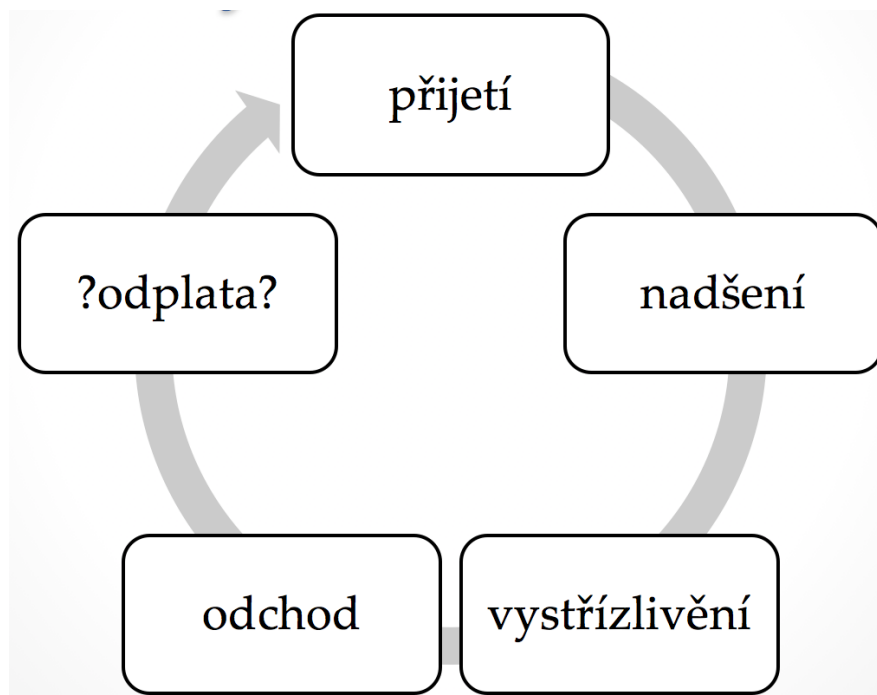 přijetí
nadšení
vystřízlivění
odchod
?odplata?